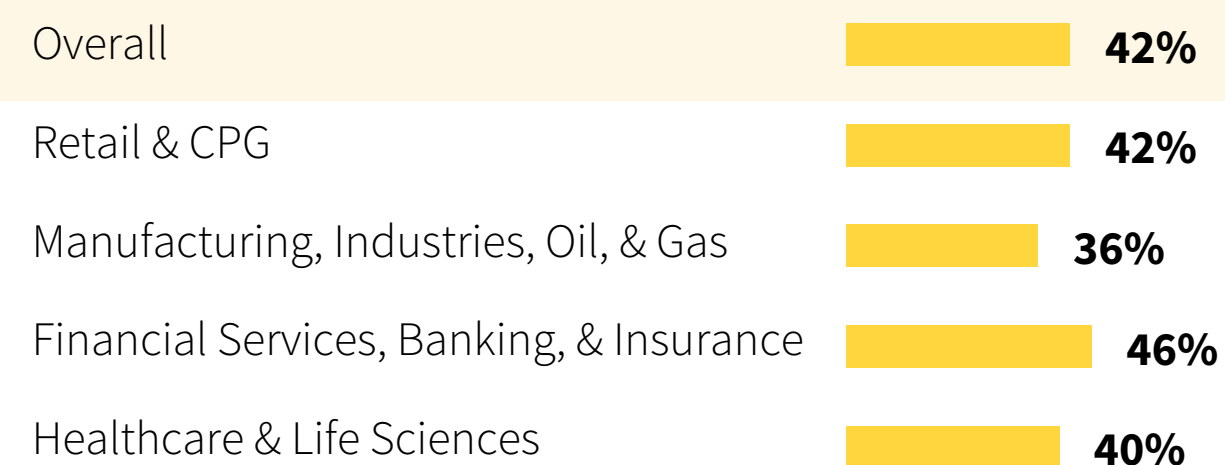 Overall 42%
Retail & CPG 42%
Manufacturing, Industries, Oil, & Gas 36%
Financial Services, Banking, & Insurance 46%
Healthcare & Life Sciences 40%